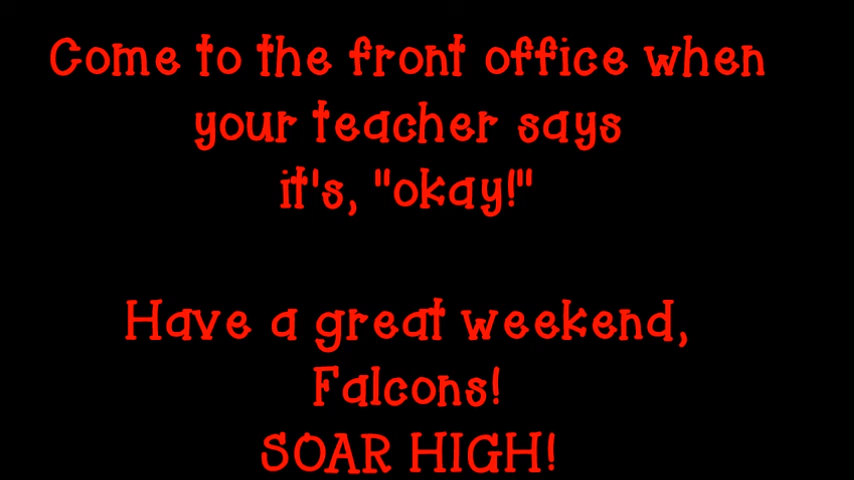 Come to the front office when
your teacher says
it's, "okay!"
Have a great weekend,
Falcons!
SOAR HIGH!